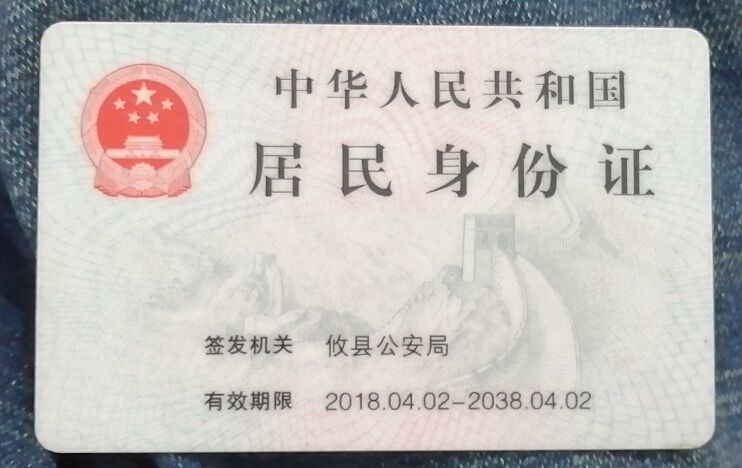 中华人民共和国
居民身份证
签发机关 攸县公安局
有效期限 2018.04.02-2038.04.02